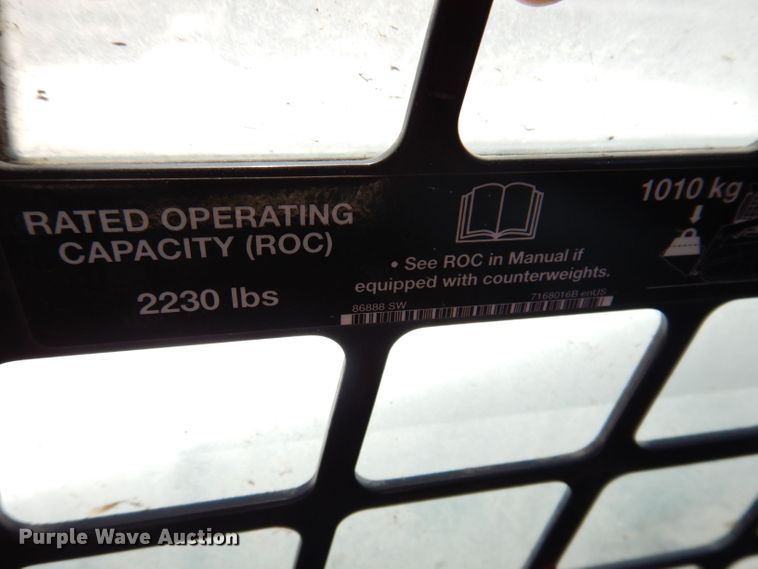 RATED OPERATING
CAPACITY (ROC)
2230 lbs
• See ROC in Manual if
equipped with counterweights.
86888 SW
7168016B enUS
1010 kg
Purple Wave Auction